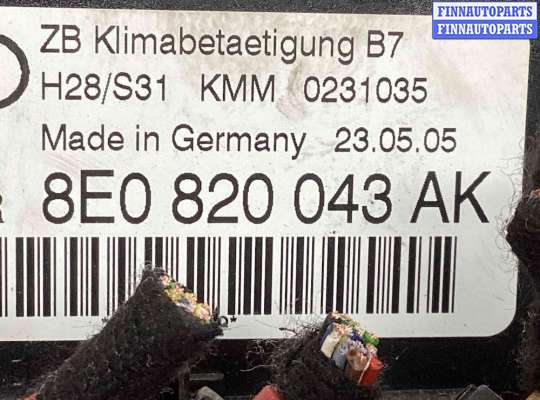 FINNAUTOPARTS
FINNAUTOPARTS
ZB Klimabetaetigung B7
H28/S31 KMM 0231035
Made in Germany 23.05.05
8E0 820 043 AK